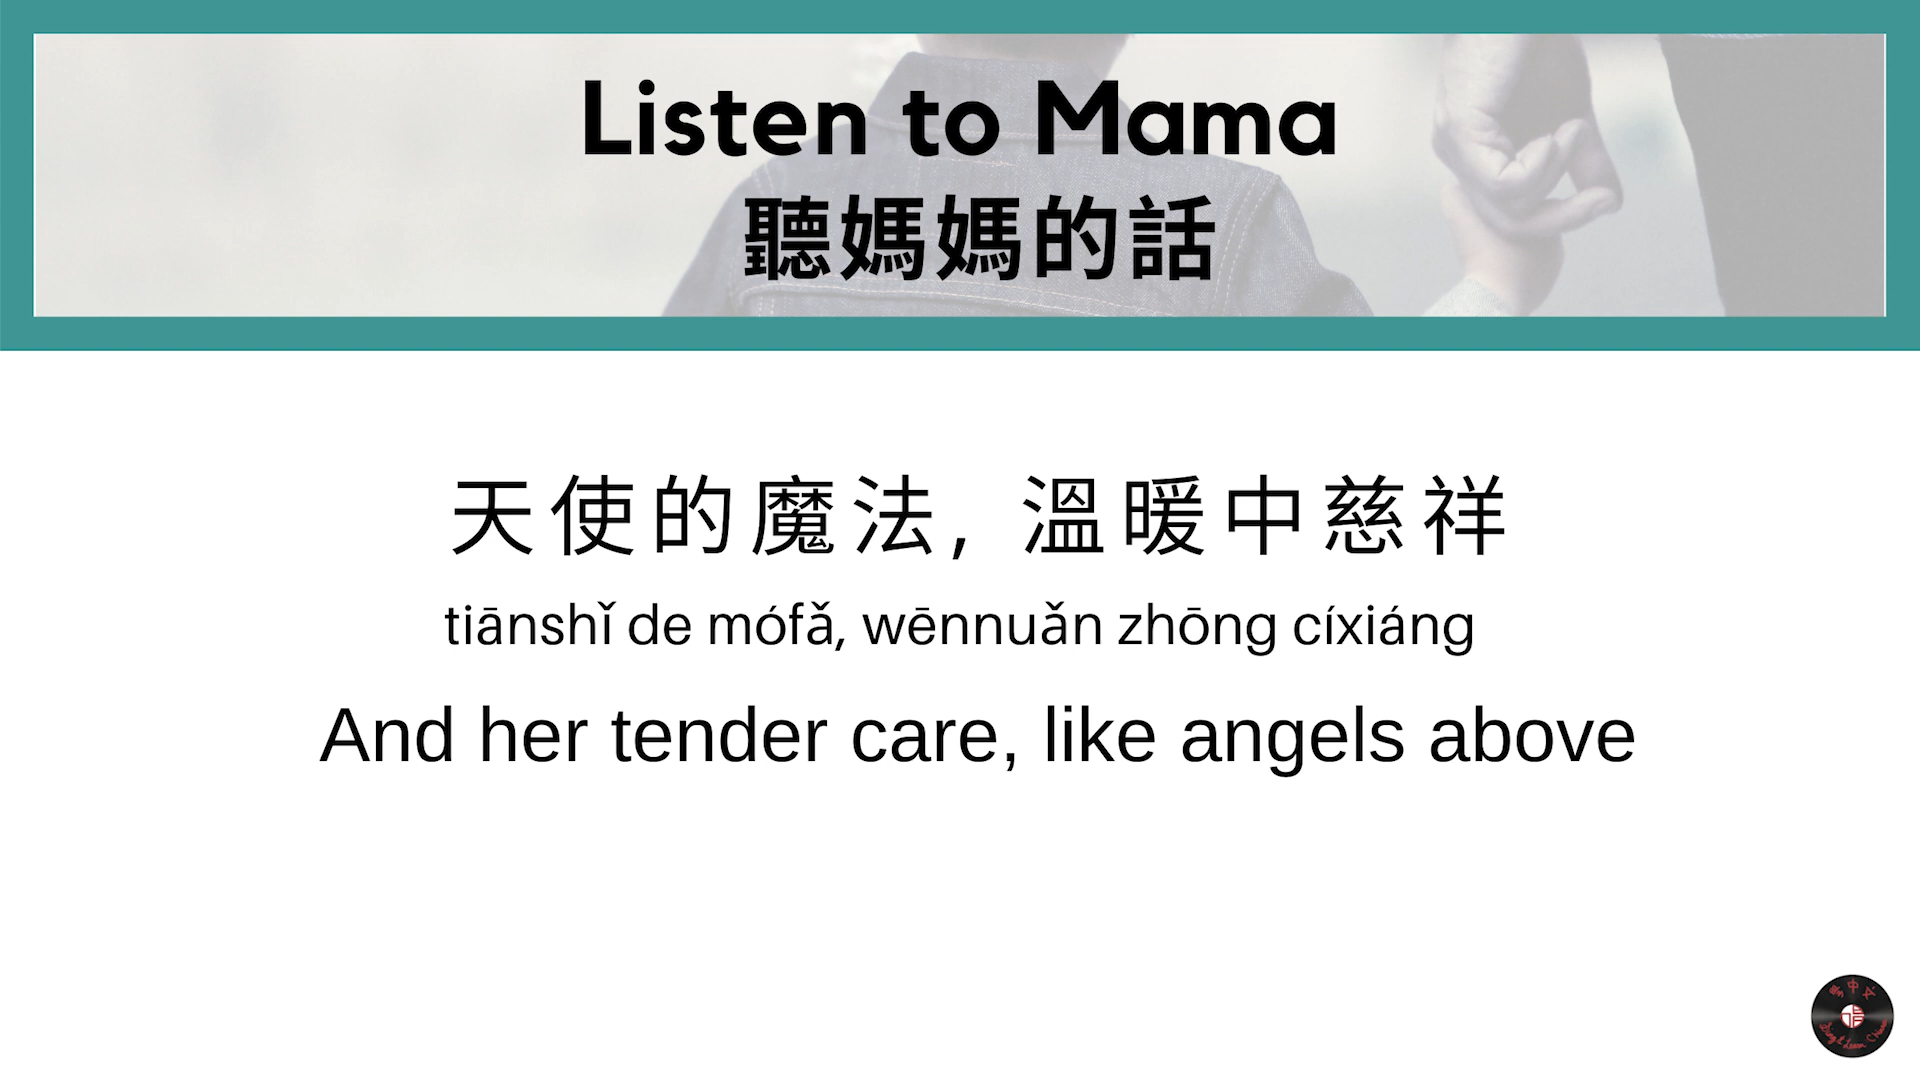 Listen to Mama
聽媽媽的話
天使的魔法, 溫暖中慈祥
tiānshǐ de mófǎ, wēnnuǎn zhōng cíxiáng
And her tender care, like angels above